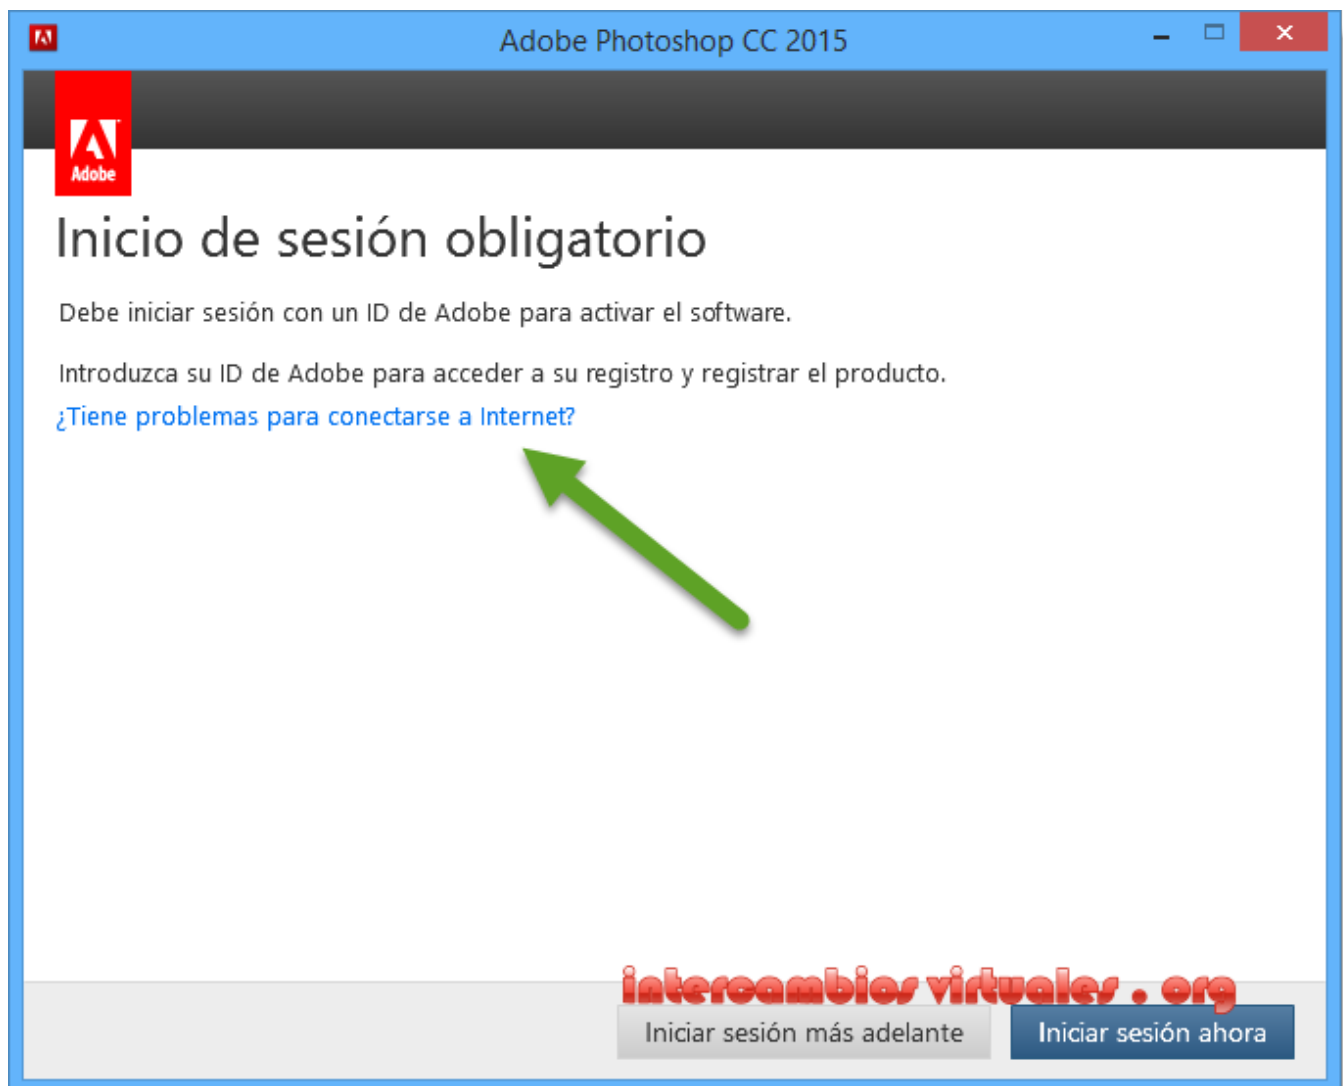 Adobe Photoshop CC 2015
Adobe
Inicio de sesión obligatorio
Debe iniciar sesión con un ID de Adobe para activar el software.
Introduzca su ID de Adobe para acceder a su registro y registrar el producto.
¿Tiene problemas para conectarse a Internet?
intercambios virtuales . org
Iniciar sesión más adelante
Iniciar sesión ahora